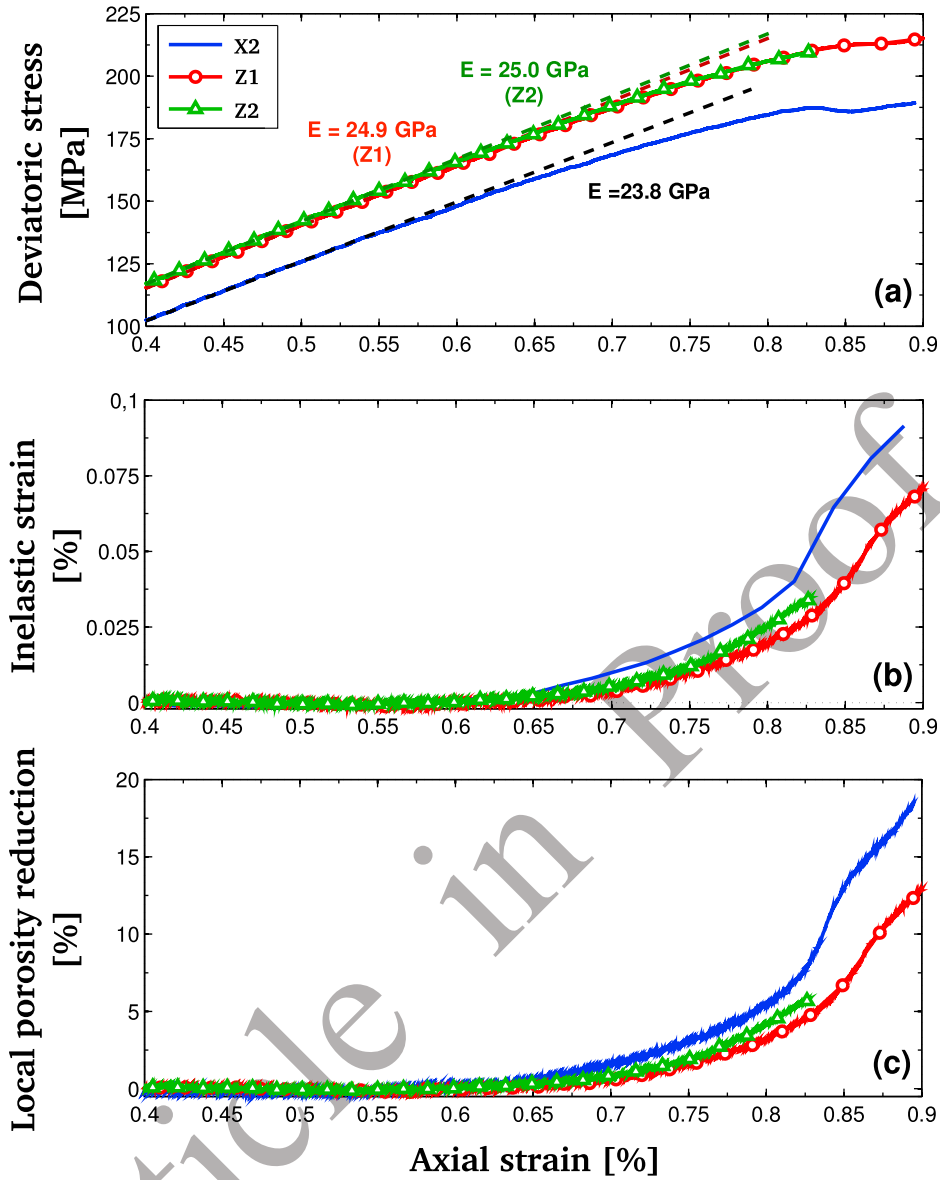 225
200
175
150
125
100
Deviatoric stress
[MPa]
X2
Z1
Z2
E = 25.0 GPa
(Z2)
E = 24.9 GPa
(Z1)
E =23.8 GPa
(a)
0.4 0.45 0.5 0.55 0.6 0.65 0.7 0.75 0.8 0.85 0.9
0,1
0.075
0.05
0.025
0
Inelastic strain
[%]
(b)
0.4 0.45 0.5 0.55 0.6 0.65 0.7 0.75 0.8 0.85 0.9
20
15
10
5
0
Local porosity reduction
[%]
(c)
0.4 0.45 0.5 0.55 0.6 0.65 0.7 0.75 0.8 0.85 0.9
Axial strain [%]
ticle in Proof